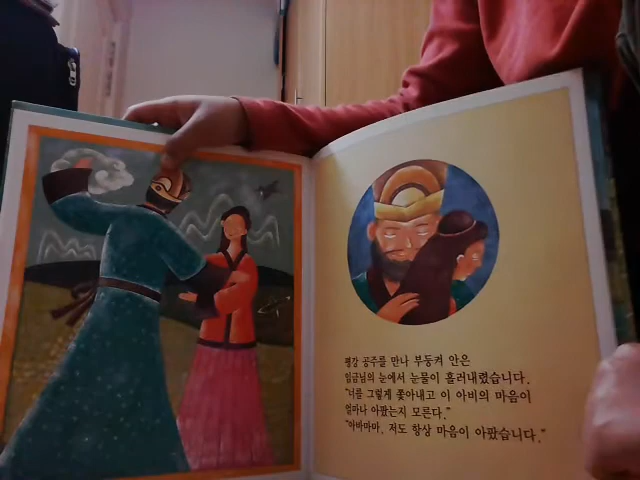 평강 공주를 만나 부둥켜 안은
임금님의 눈에서 눈물이 흘러내렸습니다.
"너를 그렇게 쫓아내고 이 아비의 마음이
얼마나 아팠는지 모른다."
"아바마마, 저도 항상 마음이 아팠습니다."